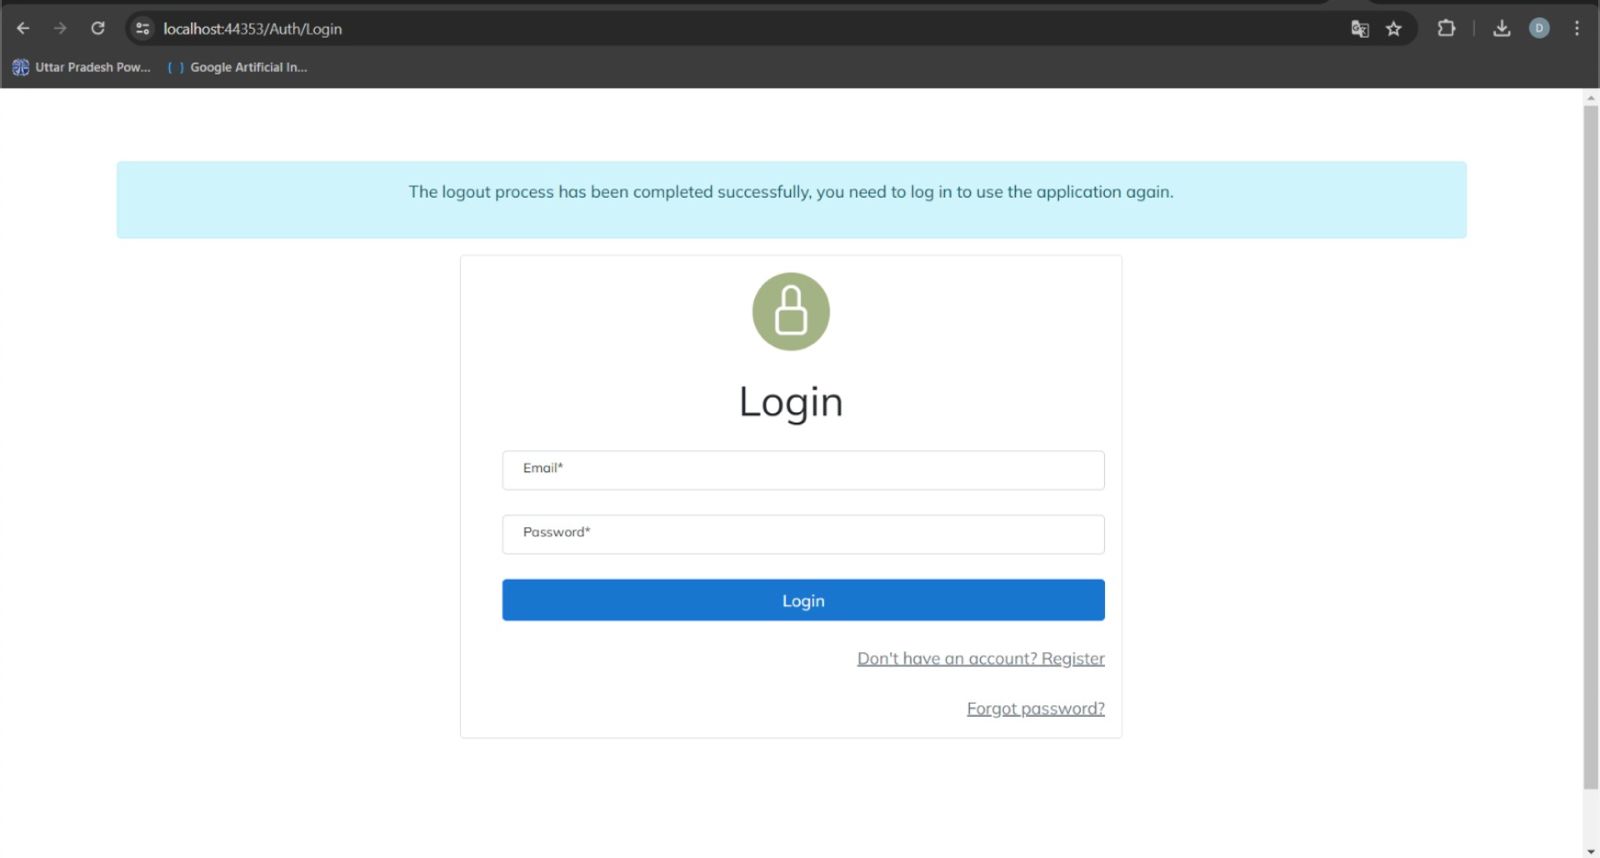 localhost:44353/Auth/Login
D
Uttar Pradesh Pow...
Google Artificial In...
The logout process has been completed successfully, you need to log in to use the application again.
Login
Email*
Password*
Login
Don't have an account? Register
Forgot password?